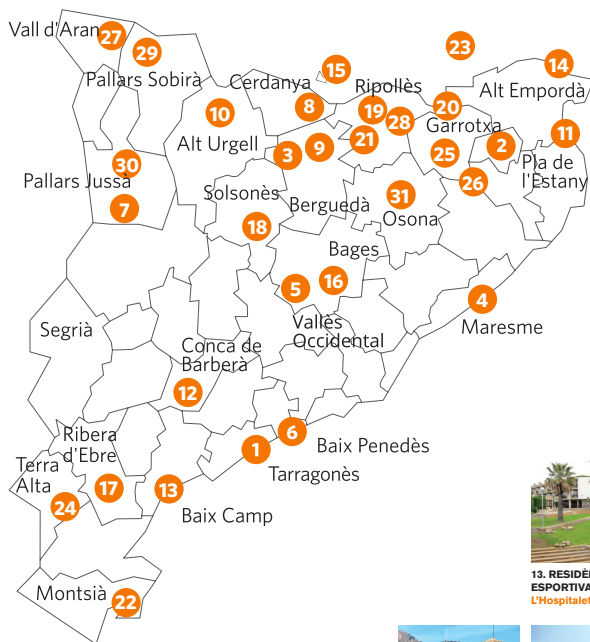 Vall d'Aran 27
29
Pallars Sobirà
23
15
14
Cerdanya
Ripollès
Alt Empordà
10
8
19
28
20
Garrotxa
11
Alt Urgell
21
3
9
25
2
Pla de
l'Estany
30
Pallars Jussà
7
26
Solsonès
Berguedà
31
Osona
18
Bages
5
16
4
Maresme
Segrià
Vallès
Occidental
Conca de
Barberà
12
Ribera
d'Ebre
6
Baix Penedès
1
Tarragonès
Terra
Alta
17
13
Baix Camp
24
Montsià
22
13. RESIDÈ
ESPORTIVA
L'Hospitalet